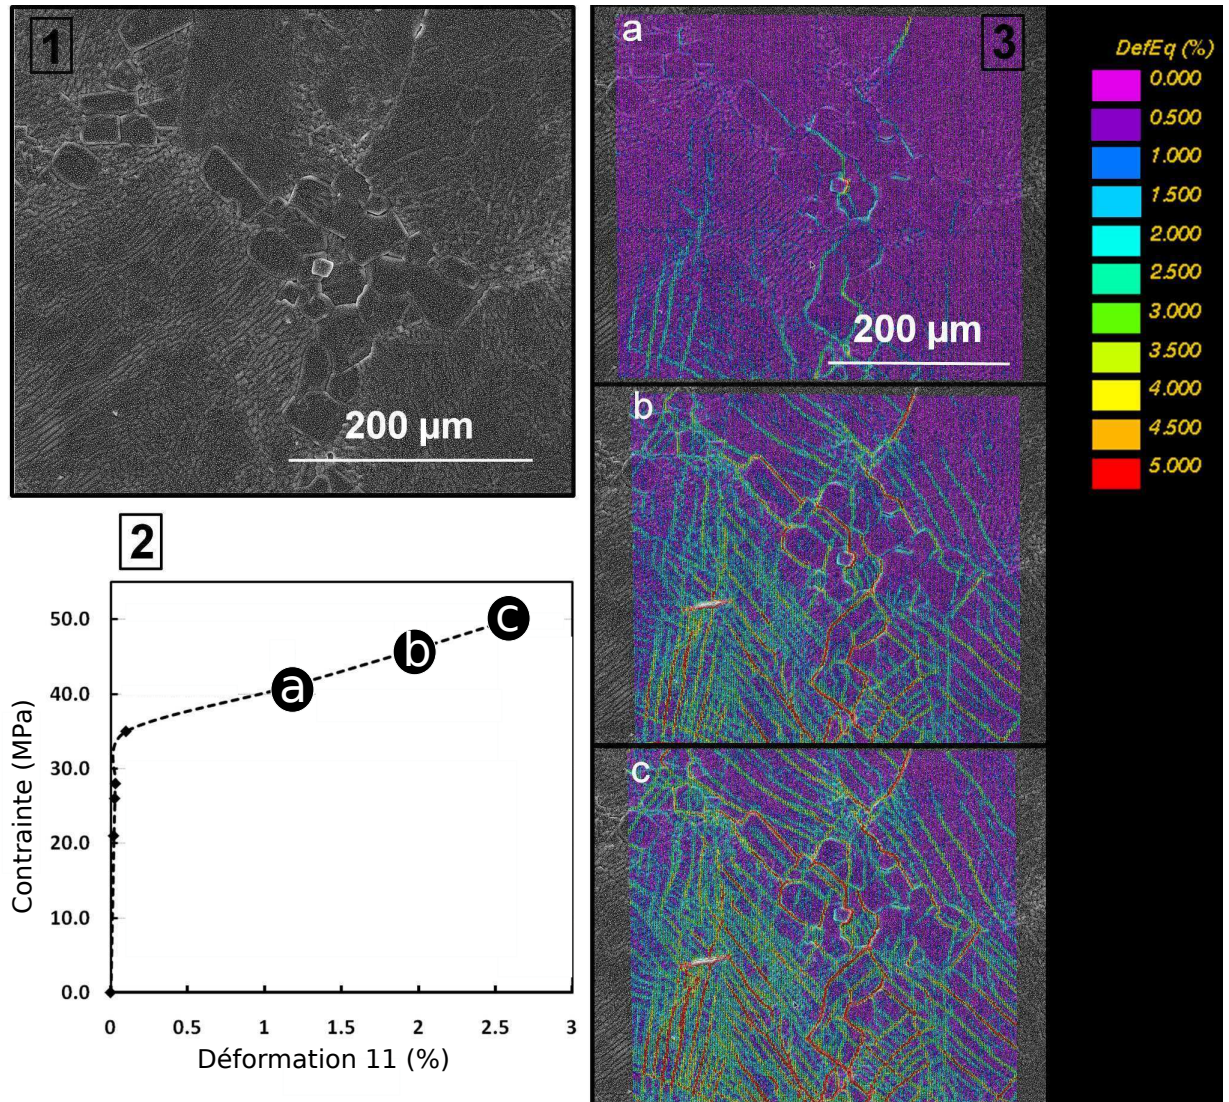 1
200 µm
2
50.0
40.0
30.0
20.0
10.0
0.0
0 0.5 1 1.5 2 2.5 3
Contrainte (MPa)
Déformation 11 (%)
a
b
c
3
a
200 µm
b
c
DefEq (%)
0.000
0.500
1.000
1.500
2.000
2.500
3.000
3.500
4.000
4.500
5.000